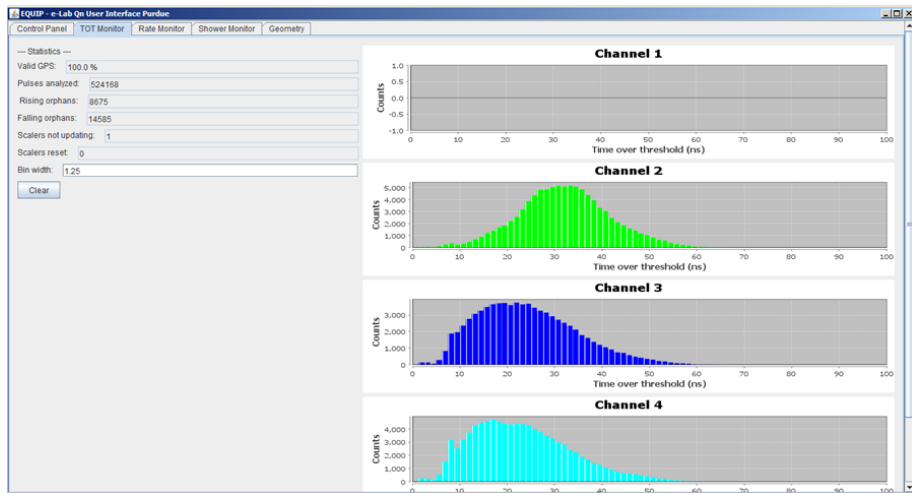 EQUIP - e-Lab Qn User Interface Purdue
Control Panel TOT Monitor Rate Monitor Shower Monitor Geometry
--- Statistics ---
Valid GPS: 100.0 %
Pulses analyzed: 524168
Rising orphans: 8675
Falling orphans: 14585
Scalers not updating: 1
Scalers reset: 0
Bin width: 1.25
Clear
Channel 1
Counts
1.0
0.5
0.0
-0.5
-1.0
0 10 20 30 40 50 60 70 80 90 100
Time over threshold (ns)
Channel 2
Counts
5,000
4,000
3,000
2,000
1,000
0
0 10 20 30 40 50 60 70 80 90 100
Time over threshold (ns)
Channel 3
Counts
3,000
2,000
1,000
0
0 10 20 30 40 50 60 70 80 90 100
Time over threshold (ns)
Channel 4
Counts
4,000
3,000
2,000
1,000
0
0 10 20 30 40 50 60 70 80 90 100